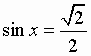 sin x = √2/2